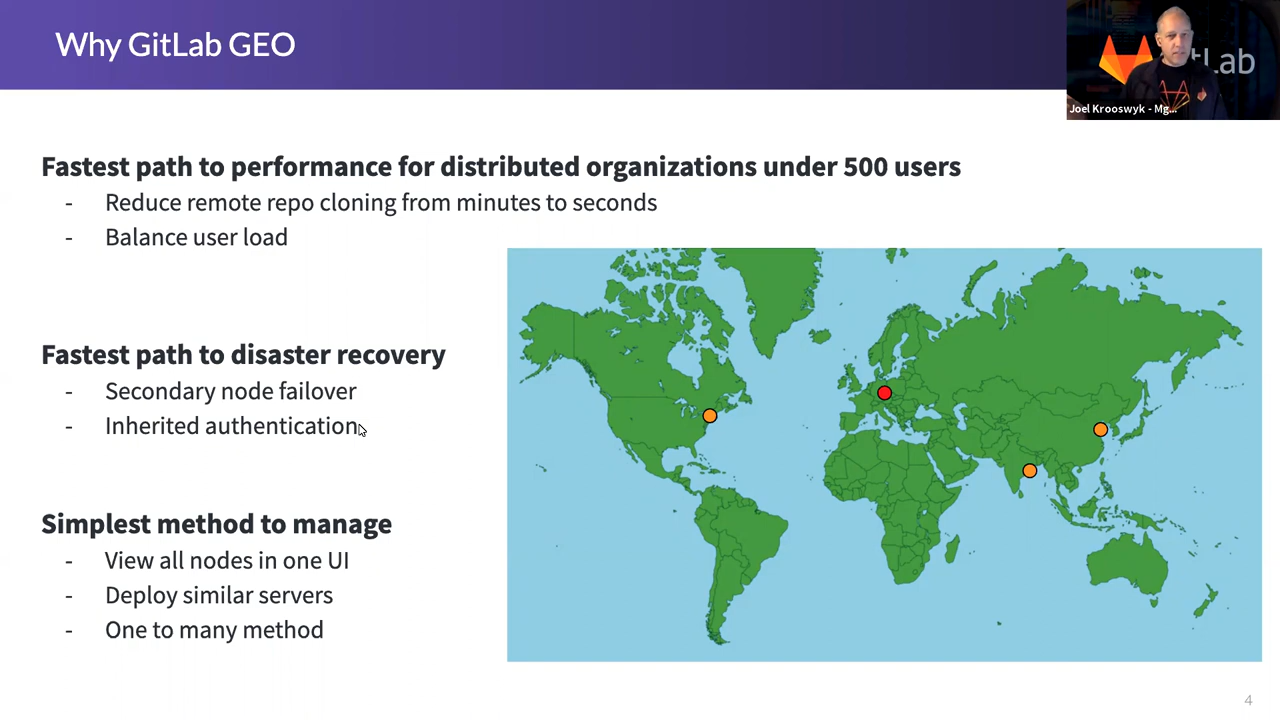 Why GitLab GEO
tLab
Joel Krooswyk - Mg...
Fastest path to performance for distributed organizations under 500 users
- Reduce remote repo cloning from minutes to seconds
- Balance user load
Fastest path to disaster recovery
- Secondary node failover
- Inherited authentication
Simplest method to manage
- View all nodes in one UI
- Deploy similar servers
- One to many method
4